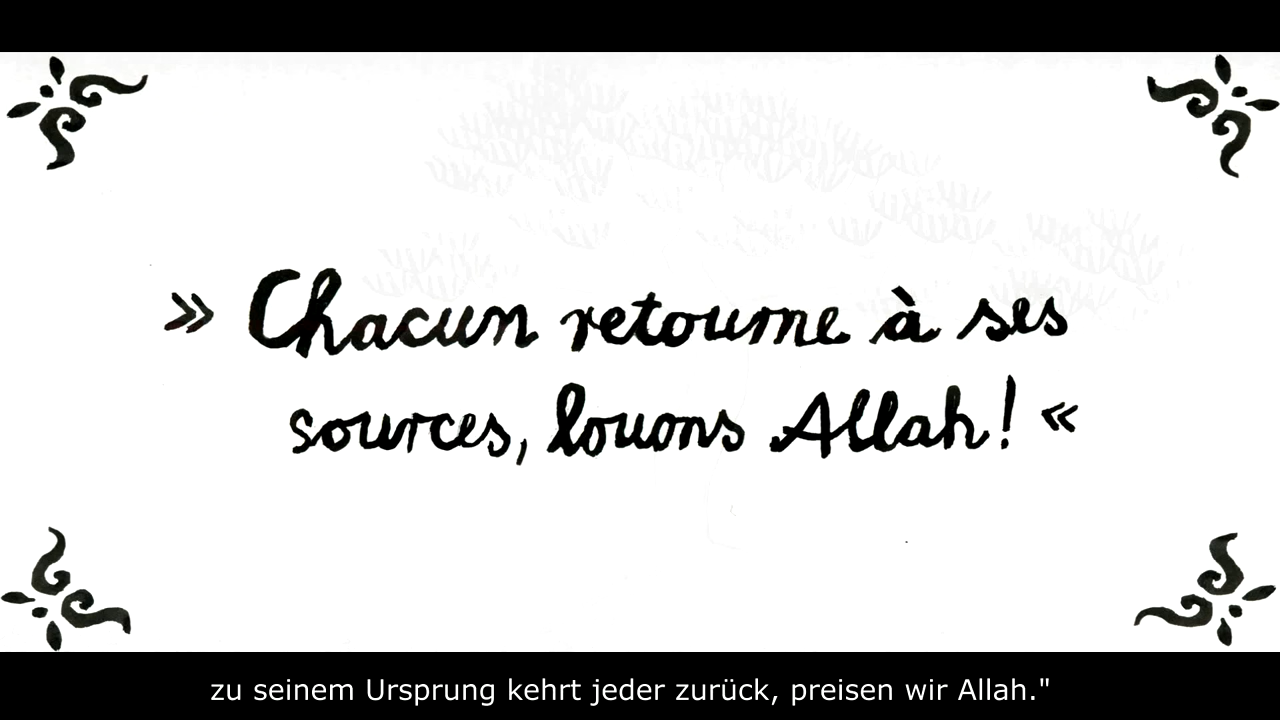 » Chacun retourne à ses
sources, louons Allah! «
zu seinem Ursprung kehrt jeder zurück, preisen wir Allah."